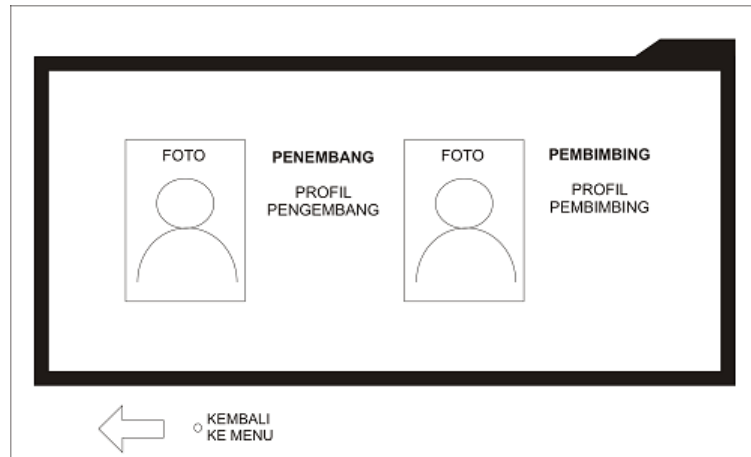 FOTO
PENEMBANG
PROFIL
PENGEMBANG
FOTO
PEMBIMBING
PROFIL
PEMBIMBING
KEMBALI
KE MENU